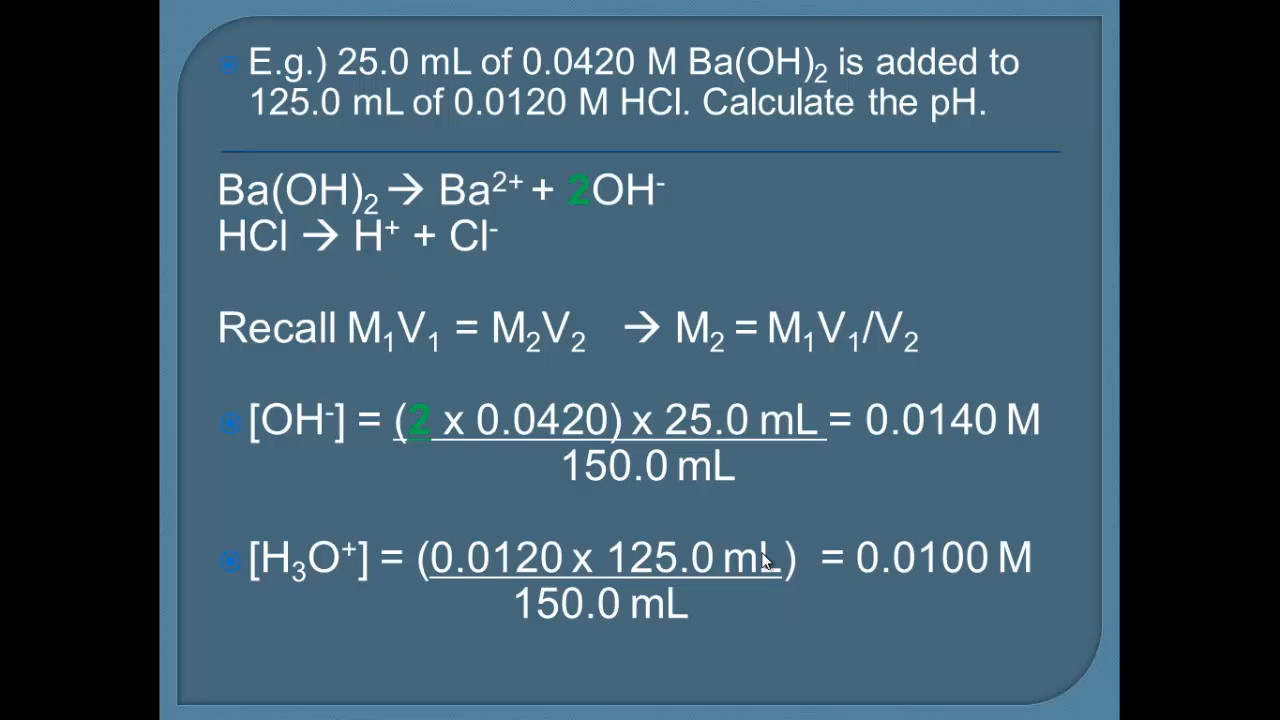 E.g.) 25.0 mL of 0.0420 M Ba(OH)₂ is added to
125.0 mL of 0.0120 M HCl. Calculate the pH.
Ba(OH)₂ → Ba²⁺ + 2OH⁻
HCl → H⁺ + Cl⁻
Recall M₁V₁ = M₂V₂ → M₂ = M₁V₁/V₂
[OH⁻] = (2 x 0.0420) x 25.0 mL = 0.0140 M
150.0 mL
[H₃O⁺] = (0.0120 x 125.0 mL) = 0.0100 M
150.0 mL